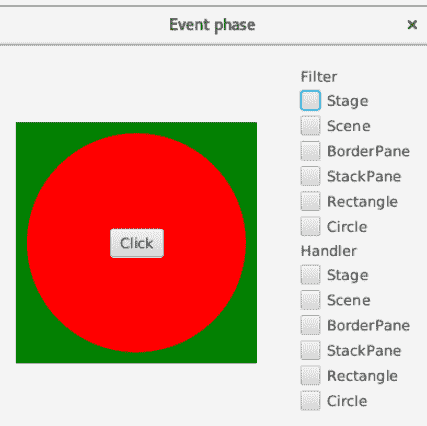 Event phase
Click
Filter
Stage
Scene
BorderPane
StackPane
Rectangle
Circle
Handler
Stage
Scene
BorderPane
StackPane
Rectangle
Circle